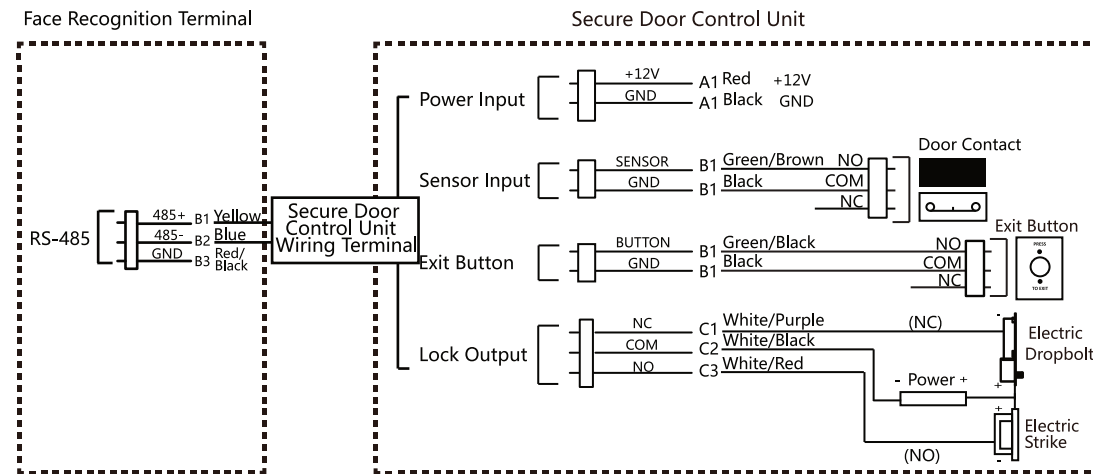 Face Recognition Terminal
Secure Door Control Unit
Power Input
+12V A1 Red +12V
GND A1 Black GND
Door Contact
Sensor Input
SENSOR B1 Green/Brown NO
GND B1 Black COM
NC
RS-485
485+ B1 Yellow
485- B2 Blue
GND B3 Red/
Black
Secure Door
Control Unit
Wiring Terminal
Exit Button
Exit Button
BUTTON B1 Green/Black NO
GND B1 Black COM
NC
PRESS
TO EXIT
Lock Output
NC C1 White/Purple (NC)
COM C2 White/Black
NO C3 White/Red
-
Electric
Dropbolt
- Power +
+
+
Electric
Strike
-
(NO)